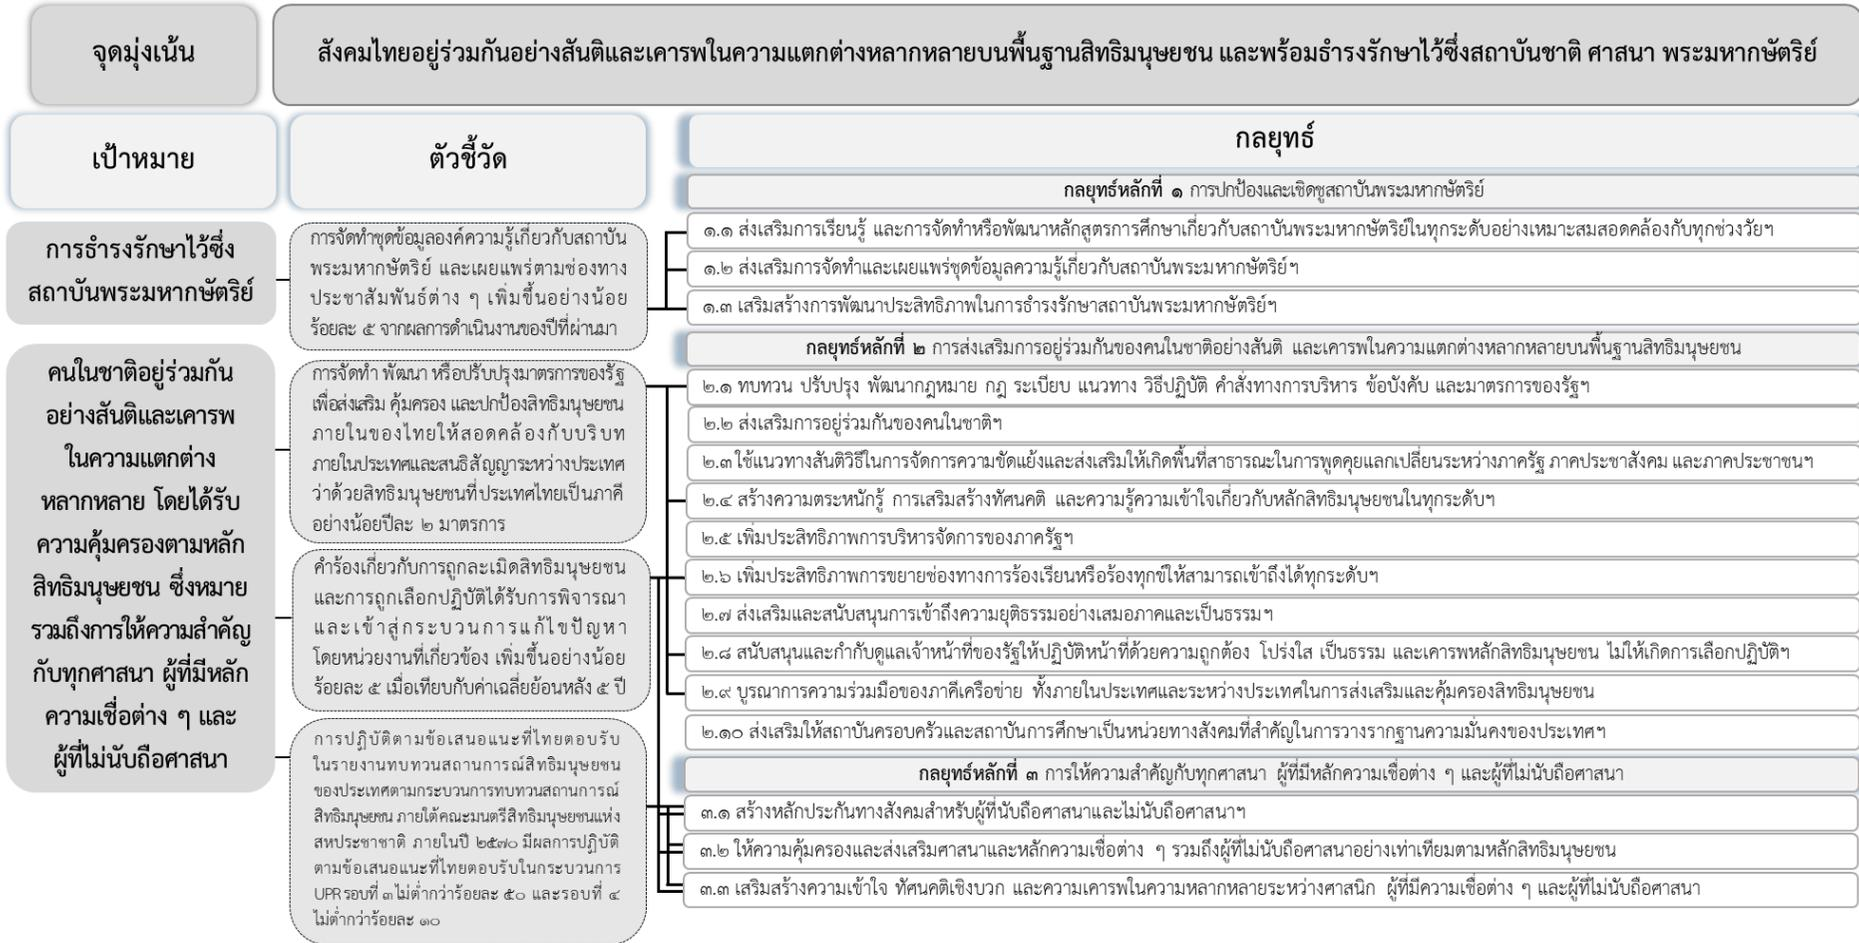 จุดมุ่งเน้น
สังคมไทยอยู่ร่วมกันอย่างสันติและเคารพในความแตกต่างหลากหลายบนพื้นฐานสิทธิมนุษยชน และพร้อมธำรงรักษาไว้ซึ่งสถาบันชาติ ศาสนา พระมหากษัตริย์
เป้าหมาย
ตัวชี้วัด
กลยุทธ์
การธำรงรักษาไว้ซึ่ง
สถาบันพระมหากษัตริย์
คนในชาติอยู่ร่วมกัน
อย่างสันติและเคารพ
ในความแตกต่าง
หลากหลาย โดยได้รับ
ความคุ้มครองตามหลัก
สิทธิมนุษยชน ซึ่งหมาย
รวมถึงการให้ความสำคัญ
กับทุกศาสนา ผู้ที่มีหลัก
ความเชื่อต่าง ๆ และ
ผู้ที่ไม่นับถือศาสนา
การจัดทำชุดข้อมูลองค์ความรู้เกี่ยวกับสถาบัน
พระมหากษัตริย์ และเผยแพร่ตามช่องทาง
ประชาสัมพันธ์ต่าง ๆ เพิ่มขึ้นอย่างน้อย
ร้อยละ ๕ จากผลการดำเนินงานของปีที่ผ่านมา
การจัดทำ พัฒนา หรือปรับปรุงมาตรการของรัฐ
เพื่อส่งเสริม คุ้มครอง และปกป้องสิทธิมนุษยชน
ภายในของไทยให้สอดคล้องกับบริบท
ภายในประเทศและสนธิสัญญาระหว่างประเทศ
ว่าด้วยสิทธิมนุษยชนที่ประเทศไทยเป็นภาคี
อย่างน้อยปีละ ๒ มาตรการ
คำร้องเกี่ยวกับการถูกละเมิดสิทธิมนุษยชน
และการถูกเลือกปฏิบัติได้รับการพิจารณา
และเข้าสู่กระบวนการแก้ไขปัญหา
โดยหน่วยงานที่เกี่ยวข้อง เพิ่มขึ้นอย่างน้อย
ร้อยละ ๕ เมื่อเทียบกับค่าเฉลี่ยย้อนหลัง ๕ ปี
การปฏิบัติตามข้อเสนอแนะที่ไทยตอบรับ
ในรายงานทบทวนสถานการณ์สิทธิมนุษยชน
ของประเทศตามกระบวนการทบทวนสถานการณ์
สิทธิมนุษยชน ภายใต้คณะมนตรีสิทธิมนุษยชนแห่ง
สหประชาชาติ ภายในปี ๒๕๗๐ มีผลการปฏิบัติ
ตามข้อเสนอแนะที่ไทยตอบรับในกระบวนการ
UPR รอบที่ ๓ ไม่ต่ำกว่าร้อยละ ๕๐ และรอบที่ ๔
ไม่ต่ำกว่าร้อยละ ๑๐
กลยุทธ์หลักที่ ๑ การปกป้องและเชิดชูสถาบันพระมหากษัตริย์
๑.๑ ส่งเสริมการเรียนรู้ และการจัดทำหรือพัฒนาหลักสูตรการศึกษาเกี่ยวกับสถาบันพระมหากษัตริย์ในทุกระดับอย่างเหมาะสมสอดคล้องกับทุกช่วงวัยฯ
๑.๒ ส่งเสริมการจัดทำและเผยแพร่ชุดข้อมูลความรู้เกี่ยวกับสถาบันพระมหากษัตริย์ฯ
๑.๓ เสริมสร้างการพัฒนาประสิทธิภาพในการธำรงรักษาสถาบันพระมหากษัตริย์ฯ
กลยุทธ์หลักที่ ๒ การส่งเสริมการอยู่ร่วมกันของคนในชาติอย่างสันติ และเคารพในความแตกต่างหลากหลายบนพื้นฐานสิทธิมนุษยชน
๒.๑ ทบทวน ปรับปรุง พัฒนากฎหมาย กฎ ระเบียบ แนวทาง วิธีปฏิบัติ คำสั่งทางการบริหาร ข้อบังคับ และมาตรการของรัฐฯ
๒.๒ ส่งเสริมการอยู่ร่วมกันของคนในชาติฯ
๒.๓ ใช้แนวทางสันติวิธีในการจัดการความขัดแย้งและส่งเสริมให้เกิดพื้นที่สาธารณะในการพูดคุยแลกเปลี่ยนระหว่างภาครัฐ ภาคประชาสังคม และภาคประชาชนฯ
๒.๔ สร้างความตระหนักรู้ การเสริมสร้างทัศนคติ และความรู้ความเข้าใจเกี่ยวกับหลักสิทธิมนุษยชนในทุกระดับฯ
๒.๕ เพิ่มประสิทธิภาพการบริหารจัดการของภาครัฐฯ
๒.๖ เพิ่มประสิทธิภาพการขยายช่องทางการร้องเรียนหรือร้องทุกข์ให้สามารถเข้าถึงได้ทุกระดับฯ
๒.๗ ส่งเสริมและสนับสนุนการเข้าถึงความยุติธรรมอย่างเสมอภาคและเป็นธรรมฯ
๒.๘ สนับสนุนและกำกับดูแลเจ้าหน้าที่ของรัฐให้ปฏิบัติหน้าที่ด้วยความถูกต้อง โปร่งใส เป็นธรรม และเคารพหลักสิทธิมนุษยชน ไม่ให้เกิดการเลือกปฏิบัติฯ
๒.๙ บูรณาการความร่วมมือของภาคีเครือข่าย ทั้งภายในประเทศและระหว่างประเทศในการส่งเสริมและคุ้มครองสิทธิมนุษยชน
๒.๑๐ ส่งเสริมให้สถาบันครอบครัวและสถาบันการศึกษาเป็นหน่วยทางสังคมที่สำคัญในการวางรากฐานความมั่นคงของประเทศฯ
กลยุทธ์หลักที่ ๓ การให้ความสำคัญกับทุกศาสนา ผู้ที่มีหลักความเชื่อต่าง ๆ และผู้ที่ไม่นับถือศาสนา
๓.๑ สร้างหลักประกันทางสังคมสำหรับผู้ที่นับถือศาสนาและไม่นับถือศาสนาฯ
๓.๒ ให้ความคุ้มครองและส่งเสริมศาสนาและหลักความเชื่อต่าง ๆ รวมถึงผู้ที่ไม่นับถือศาสนาอย่างเท่าเทียมตามหลักสิทธิมนุษยชน
๓.๓ เสริมสร้างความเข้าใจ ทัศนคติเชิงบวก และความเคารพในความหลากหลายระหว่างศาสนิก ผู้ที่มีความเชื่อต่าง ๆ และผู้ที่ไม่นับถือศาสนา